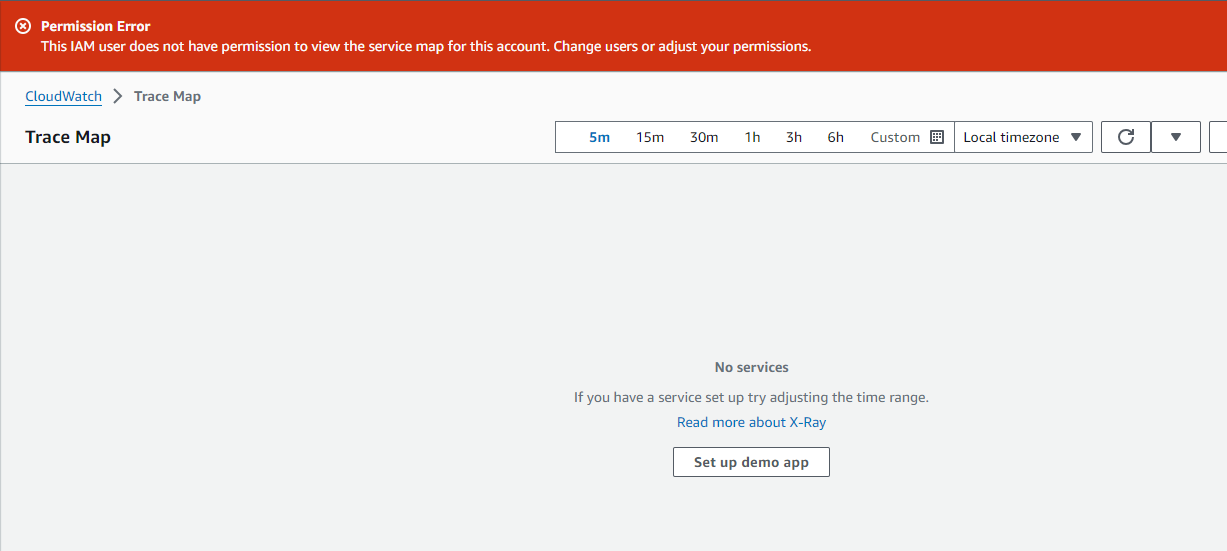 Permission Error
This IAM user does not have permission to view the service map for this account. Change users or adjust your permissions.
CloudWatch Trace Map
Trace Map
5m 15m 30m 1h 3h 6h Custom Local timezone
No services
If you have a service set up try adjusting the time range.
Read more about X-Ray
Set up demo app